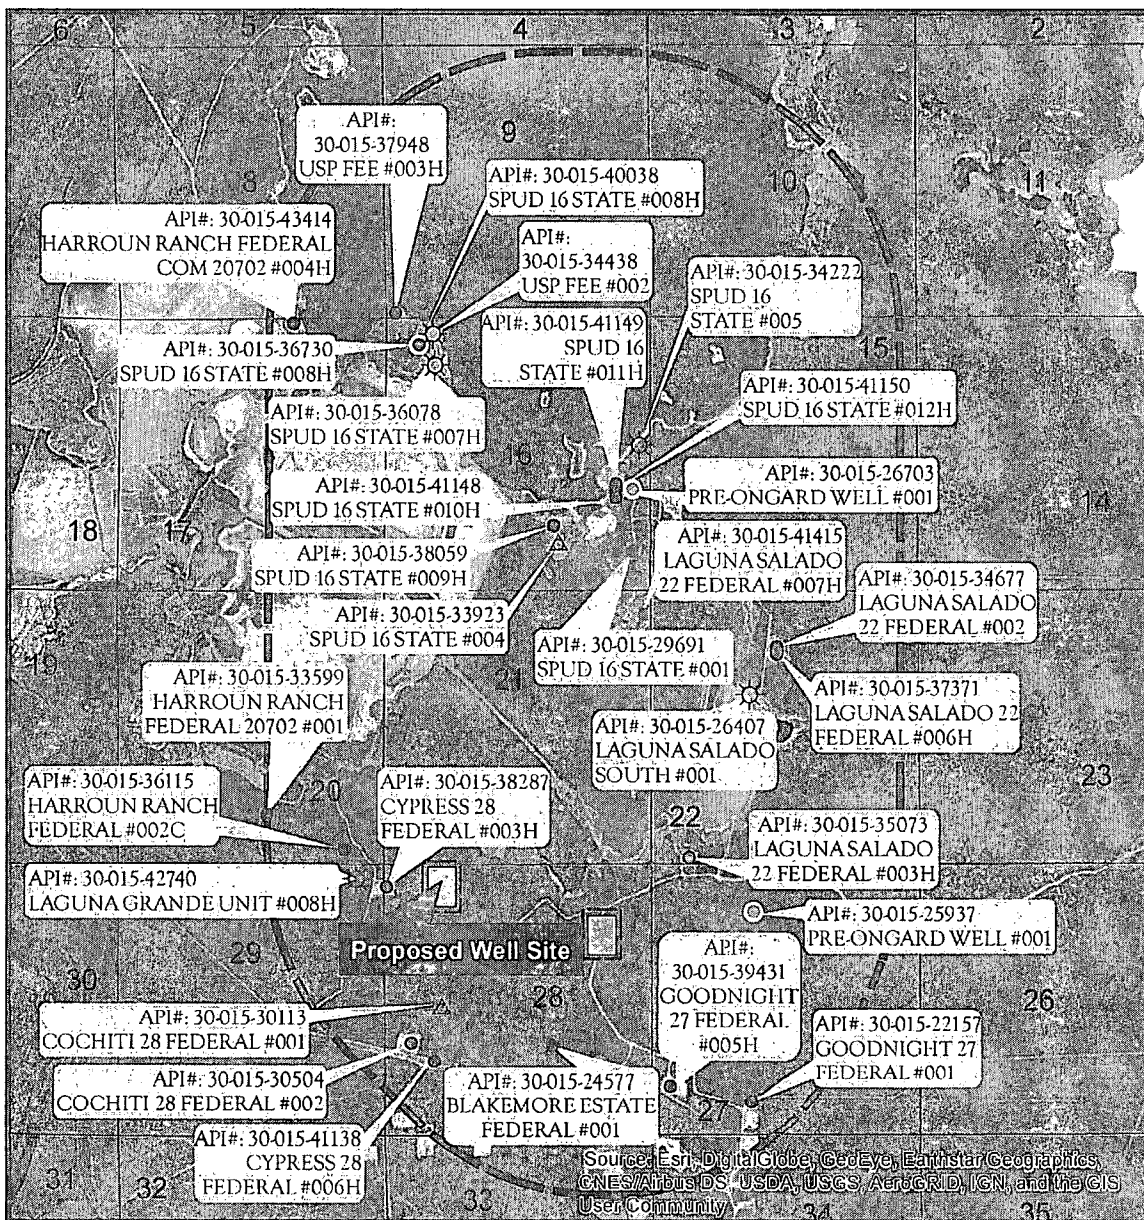 6
5
4
3
2
API#:
30-015-37948
USP FEE #003H
9
8
10
11
API#: 30-015-40038
SPUD 16 STATE #008H
API#: 30-015-43414
HARROUN RANCH FEDERAL
COM 20702 #004H
API#:
30-015-34438
USP FEE #002
API#: 30-015-34222
SPUD 16
STATE #005
API#: 30-015-36730
SPUD 16 STATE #008H
API#: 30-015-41149
SPUD 16
STATE #011H
15
API#: 30-015-41150
SPUD 16 STATE #012H
API#: 30-015-36078
SPUD 16 STATE #007H
16
API#: 30-015-41148
SPUD 16 STATE #010H
API#: 30-015-26703
PRE-ONGARD WELL #001
14
18
17
API#: 30-015-38059
SPUD 16 STATE #009H
API#: 30-015-41415
LAGUNA SALADO
22 FEDERAL #007H
API#: 30-015-34677
LAGUNA SALADO
22 FEDERAL #002
API#: 30-015-33923
SPUD 16 STATE #004
API#: 30-015-29691
SPUD 16 STATE #001
19
21
API#: 30-015-33599
HARROUN RANCH
FEDERAL 20702 #001
API#: 30-015-37371
LAGUNA SALADO 22
FEDERAL #006H
API#: 30-015-26407
LAGUNA SALADO
SOUTH #001
API#: 30-015-36115
HARROUN RANCH
FEDERAL #002C
20
API#: 30-015-38287
CYPRESS 28
FEDERAL #003H
23
22
API#: 30-015-35073
LAGUNA SALADO
22 FEDERAL #003H
API#: 30-015-42740
LAGUNA GRANDE UNIT #008H
API#: 30-015-25937
PRE-ONGARD WELL #001
Proposed Well Site
29
30
28
26
API#:
30-015-39431
GOODNIGHT
27 FEDERAL
#005H
API#: 30-015-30113
COCHITI 28 FEDERAL #001
API#: 30-015-22157
GOODNIGHT 27
FEDERAL #001
API#: 30-015-30504
COCHITI 28 FEDERAL #002
API#: 30-015-24577
BLAKEMORE ESTATE
FEDERAL #001
27
API#: 30-015-41138
CYPRESS 28
FEDERAL #006H
31
32
33
34
35
Source: Esri, DigitalGlobe, GeoEye, Earthstar Geographics,
CNES/Airbus DS, USDA, USGS, AeroGRID, IGN, and the GIS
User Community